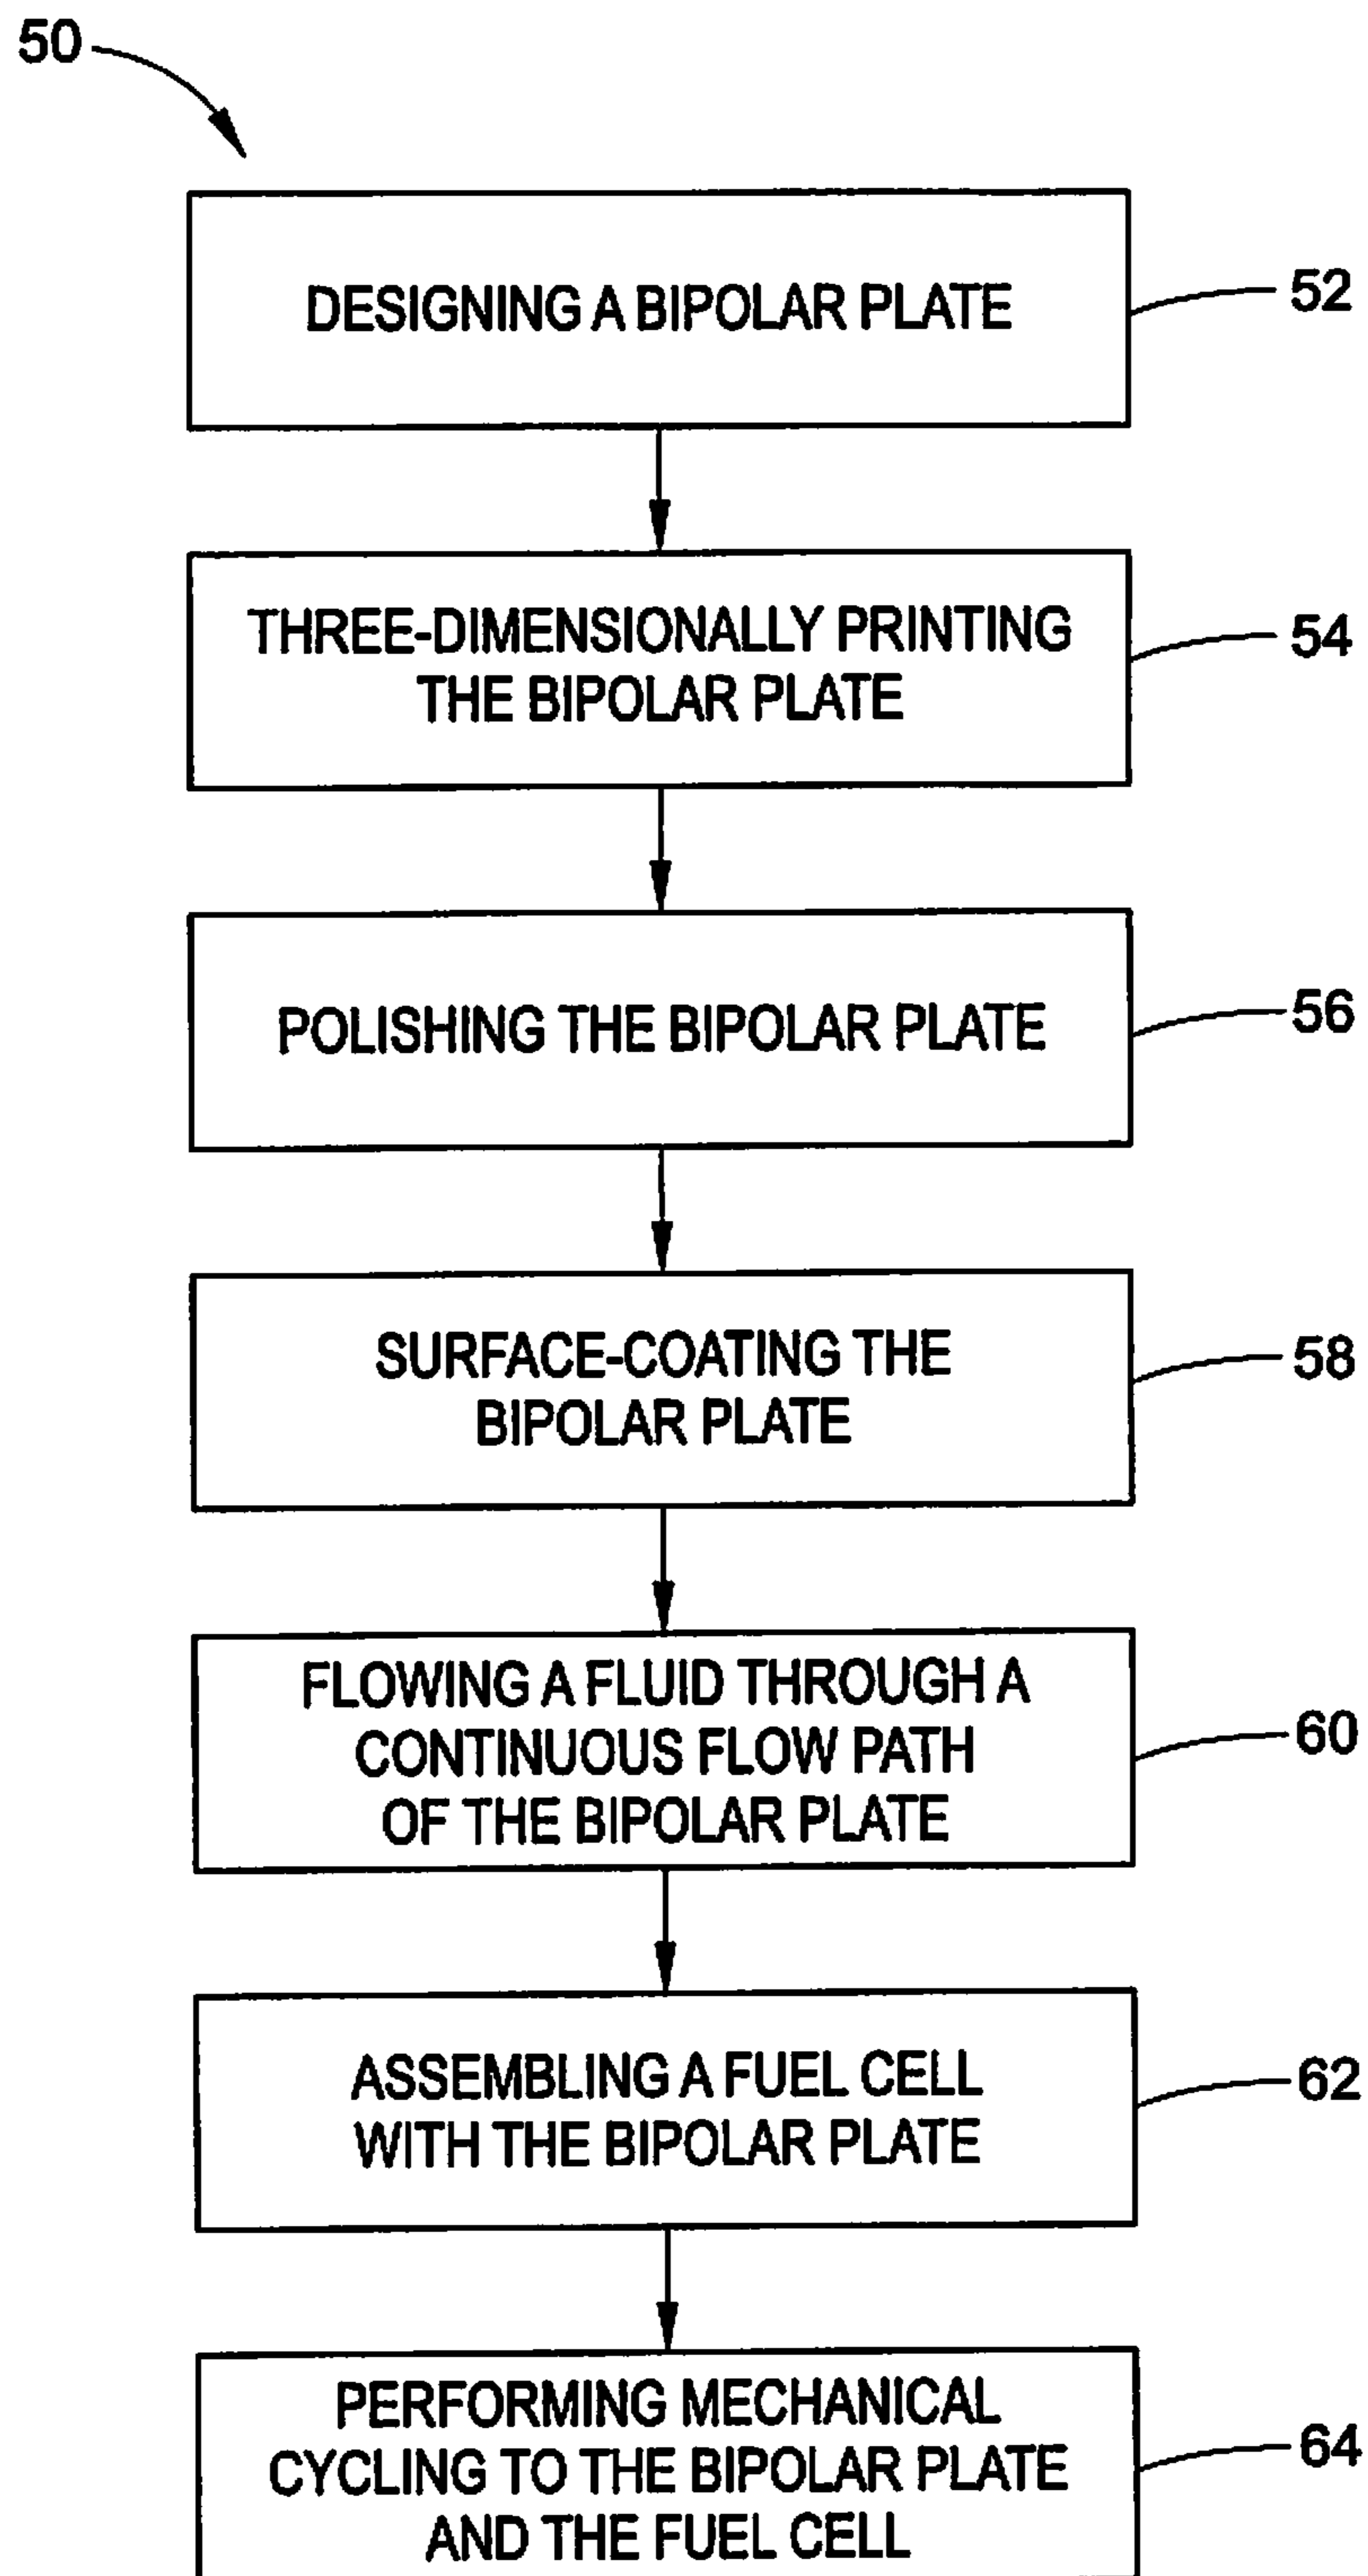 50
DESIGNING A BIPOLAR PLATE
52
THREE-DIMENSIONALLY PRINTING
THE BIPOLAR PLATE
54
POLISHING THE BIPOLAR PLATE
56
SURFACE-COATING THE
BIPOLAR PLATE
58
FLOWING A FLUID THROUGH A
CONTINUOUS FLOW PATH
OF THE BIPOLAR PLATE
60
ASSEMBLING A FUEL CELL
WITH THE BIPOLAR PLATE
62
PERFORMING MECHANICAL
CYCLING TO THE BIPOLAR PLATE
AND THE FUEL CELL
64